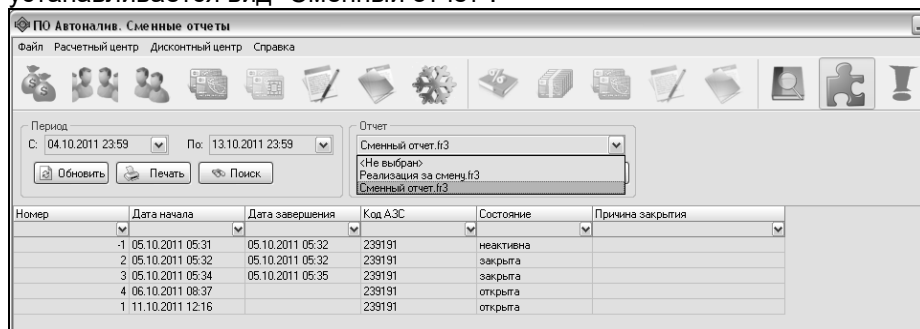 устанавливается вид "Сменный отчет".
ПО Автоналив. Сменные отчеты
Файл Расчетный центр Дисконтный центр Справка
Период
С: 04.10.2011 23:59 По: 13.10.2011 23:59
Обновить Печать Поиск
Отчет
Сменный отчет.fr3
<Не выбран>
Реализация за смену.fr3
Сменный отчет.fr3
Номер Дата начала Дата завершения Код АЗС Состояние Причина закрытия
-1 05.10.2011 05:31 05.10.2011 05:32 239191 неактивна
2 05.10.2011 05:32 05.10.2011 05:32 239191 закрыта
3 05.10.2011 05:34 05.10.2011 05:35 239191 закрыта
4 06.10.2011 08:37 239191 открыта
1 11.10.2011 12:16 239191 открыта